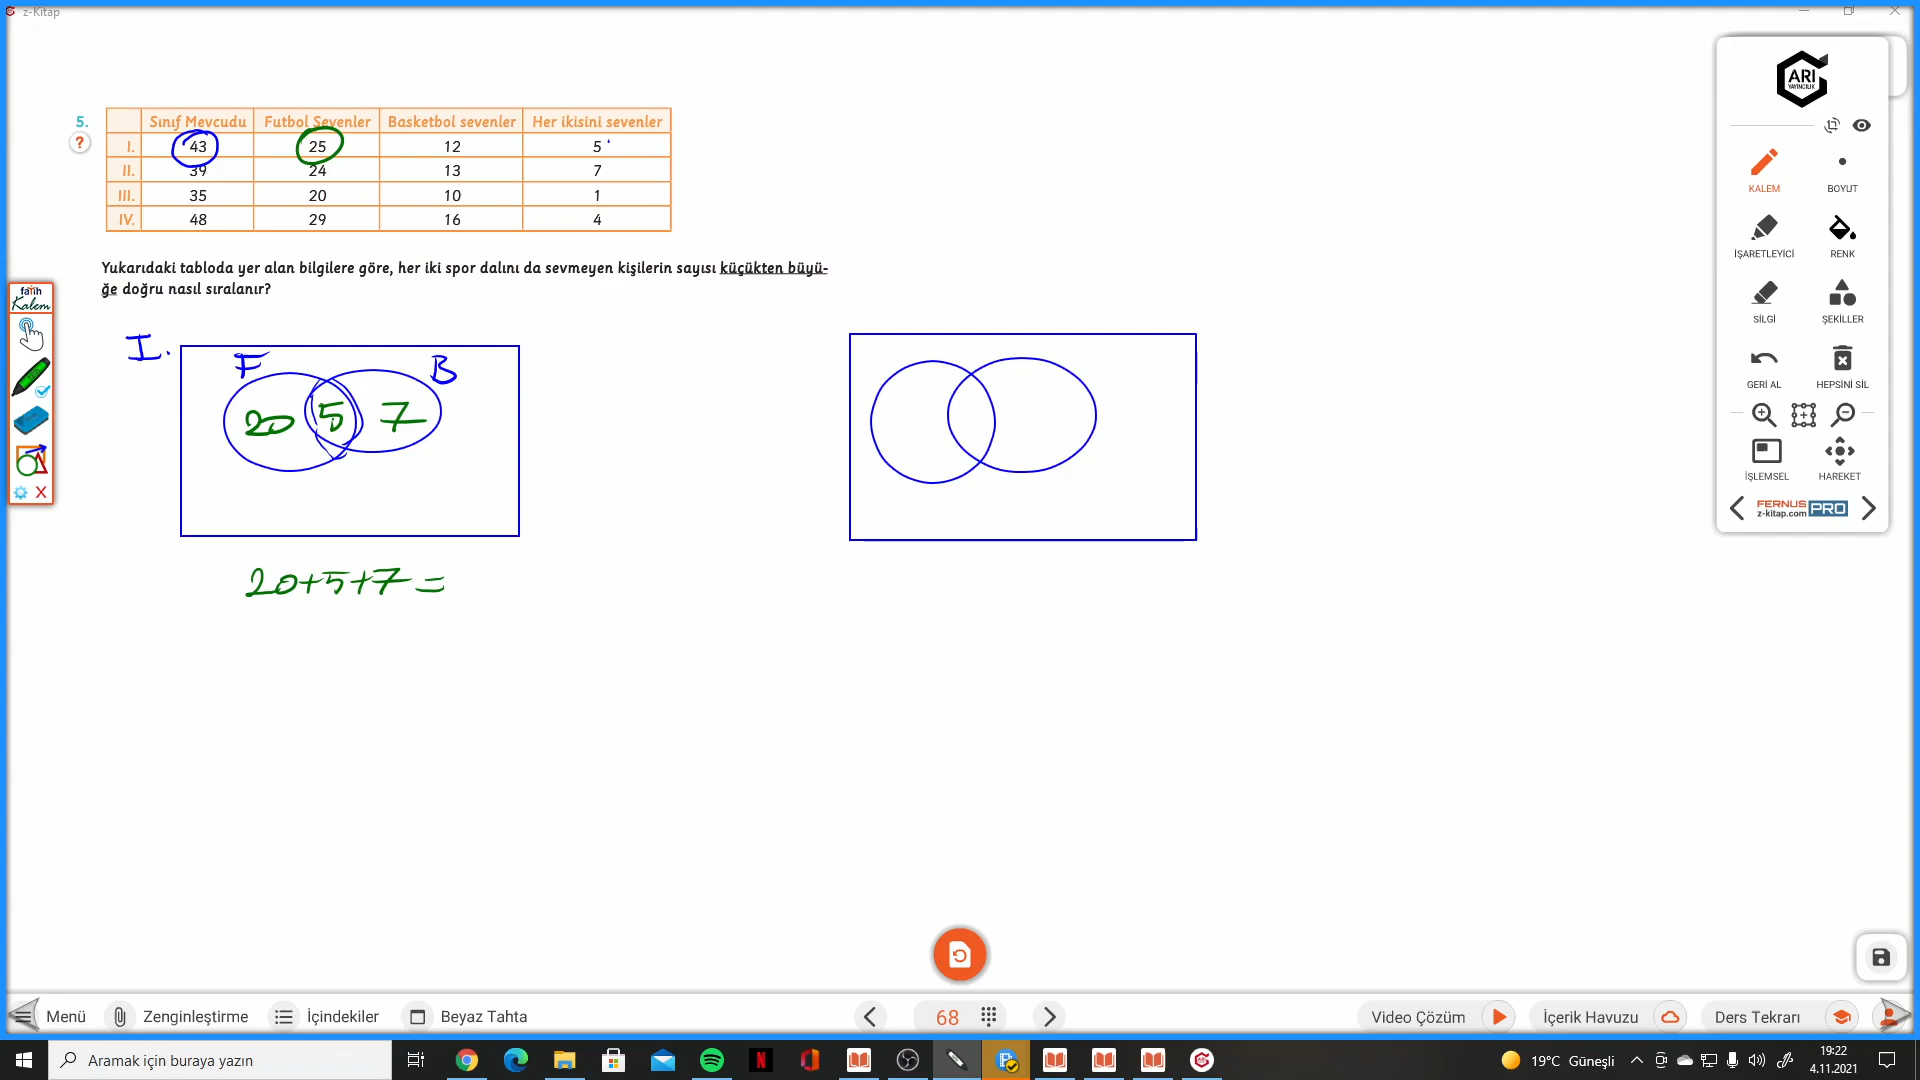 z-Kitap
5.
Sınıf Mevcudu Futbol Sevenler Basketbol sevenler Her ikisini sevenler
I. 43 25 12 5
II. 39 24 13 7
III. 35 20 10 1
IV. 48 29 16 4
Yukarıdaki tabloda yer alan bilgilere göre, her iki spor dalını da sevmeyen kişilerin sayısı küçükten büyü-
ğe doğru nasıl sıralanır?
I.
F B
20 5 7
20+5+7=
fatih
Kalem
ARI
YAYINCILIK
KALEM BOYUT
İŞARETLEYİCİ RENK
SİLGİ ŞEKİLLER
GERİ AL HEPSİNİ SİL
İŞLEMSEL HAREKET
FERNUS
z-kitap.com PRO
Menü Zenginleştirme İçindekiler Beyaz Tahta 68 Video Çözüm İçerik Havuzu Ders Tekrarı
Aramak için buraya yazın
19°C Güneşli
19:22
4.11.2021